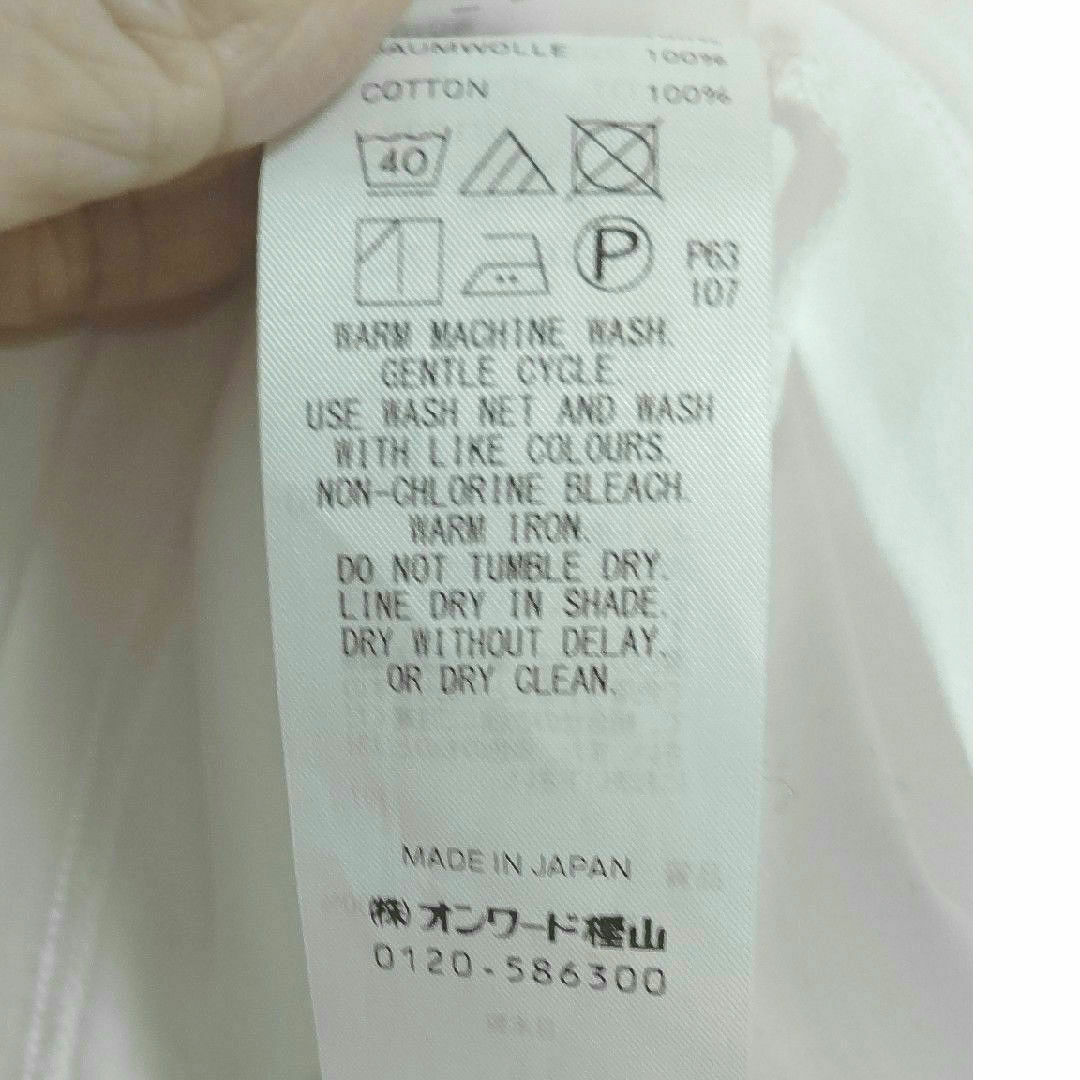 BAUMWOLLE 100%
COTTON 100%
40
P P63
107
WARM MACHINE WASH.
GENTLE CYCLE.
USE WASH NET AND WASH
WITH LIKE COLOURS.
NON-CHLORINE BLEACH.
WARM IRON.
DO NOT TUMBLE DRY.
LINE DRY IN SHADE.
DRY WITHOUT DELAY.
OR DRY CLEAN.
MADE IN JAPAN
(株)オンワード樫山
0120-586300